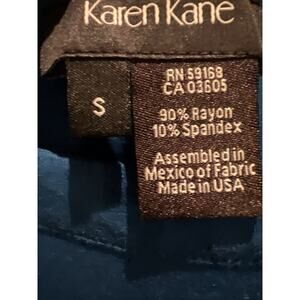 Karen Kane
S
RN 59168
CA 03605
90% Rayon
10% Spandex
Assembled in
Mexico of Fabric
Made in USA